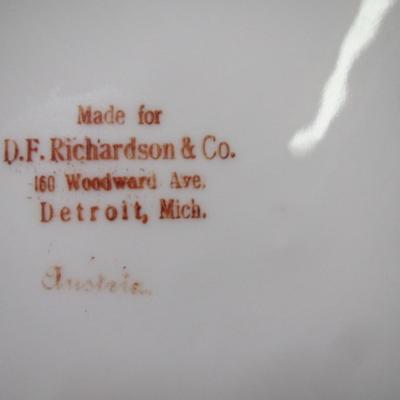 Made for
D.F. Richardson & Co.
160 Woodward Ave.
Detroit, Mich.
Austria